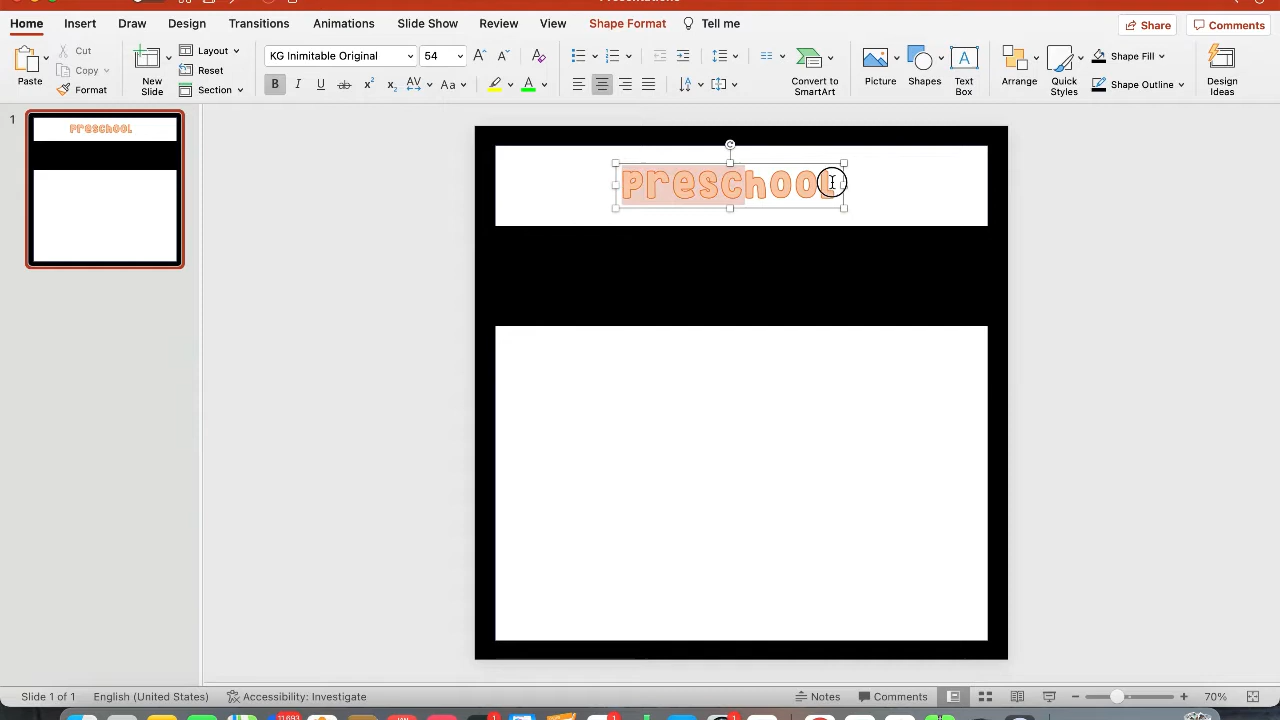 Home Insert Draw Design Transitions Animations Slide Show Review View Shape Format Tell me Share Comments
Paste Cut Copy Format New Slide Layout Reset Section KG Inimitable Original 54 Convert to SmartArt Picture Shapes Text Box Arrange Quick Styles Shape Fill Shape Outline Design Ideas
1
Preschool
Preschool
Slide 1 of 1 English (United States) Accessibility: Investigate Notes Comments 70%
11693